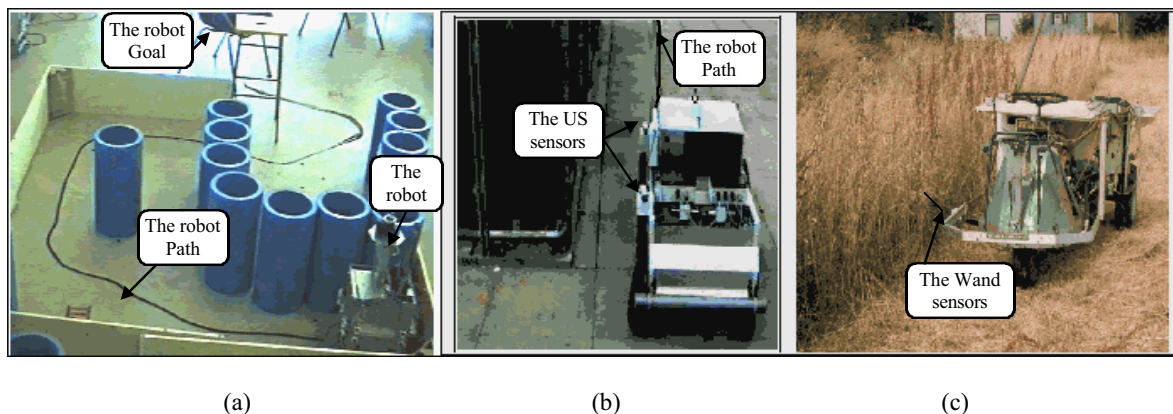 The robot
Goal
The robot
Path
The
robot
The robot
Path
The US
sensors
The Wand
sensors
(a)
(b)
(c)